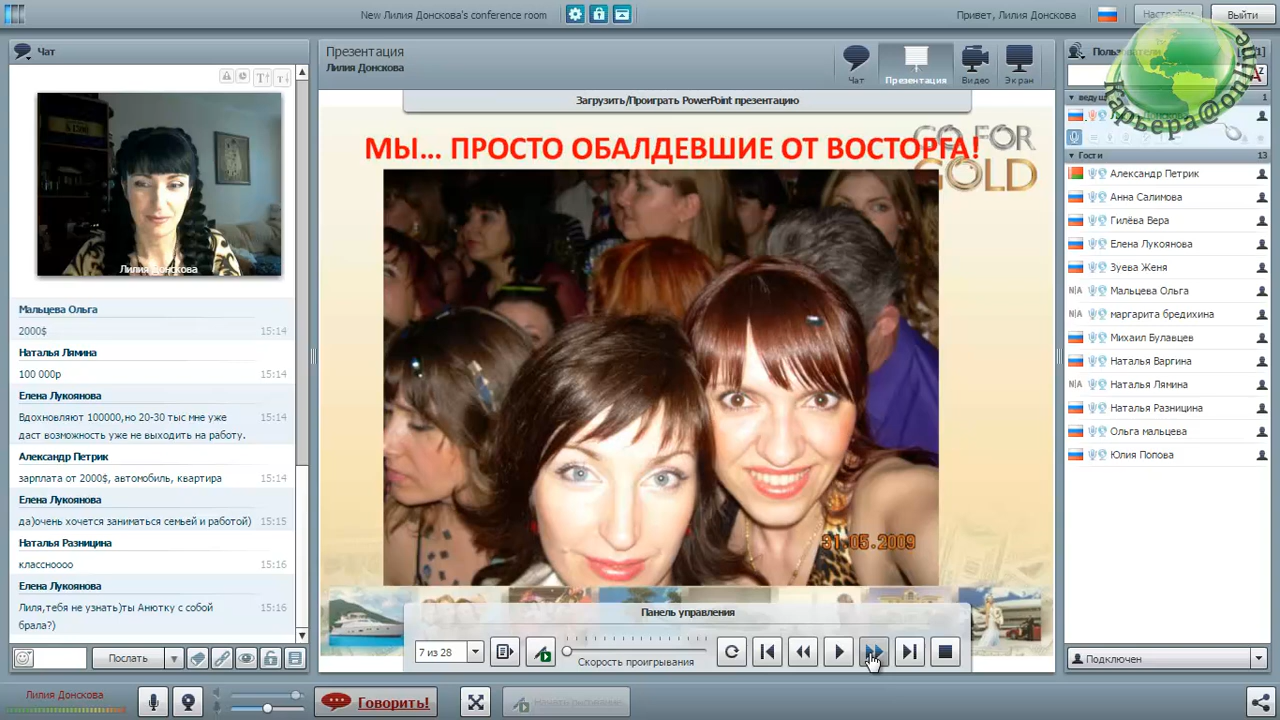 New Лилия Донскова's conference room
Привет, Лилия Донскова
Настройки
Выйти
Чат
Лилия Донскова
Мальцева Ольга
2000$ 15:14
Наталья Лямина
100 000р 15:14
Елена Лукоянова
Вдохновляют 100000,но 20-30 тыс мне уже 15:14
даст возможность уже не выходить на работу.
Александр Петрик
зарплата от 2000$, автомобиль, квартира 15:14
Елена Лукоянова
да)очень хочется заниматься семьей и работой) 15:15
Наталья Разницина
класснoooo 15:16
Елена Лукоянова
Лиля,тебя не узнать)ты Анютку с собой 15:16
брала?)
Послать
Презентация
Лилия Донскова
Чат
Презентация
Видео
Экран
Загрузить/Проиграть PowerPoint презентацию
МЫ... ПРОСТО ОБАЛДЕВШИЕ ОТ ВОСТОРГА!
GO FOR
GOLD
31.05.2009
Панель управления
7 из 28
Скорость проигрывания
Пользователи
карьера@online
ведущ 1
Гости 13
Александр Петрик
Анна Салимова
Гилёва Вера
Елена Лукоянова
Зуева Женя
N|A Мальцева Ольга
N|A маргарита бредихина
Михаил Булавцев
Наталья Варгина
N|A Наталья Лямина
Наталья Разницина
Ольга мальцева
Юлия Попова
Подключен
Лилия Донскова
Говорить!